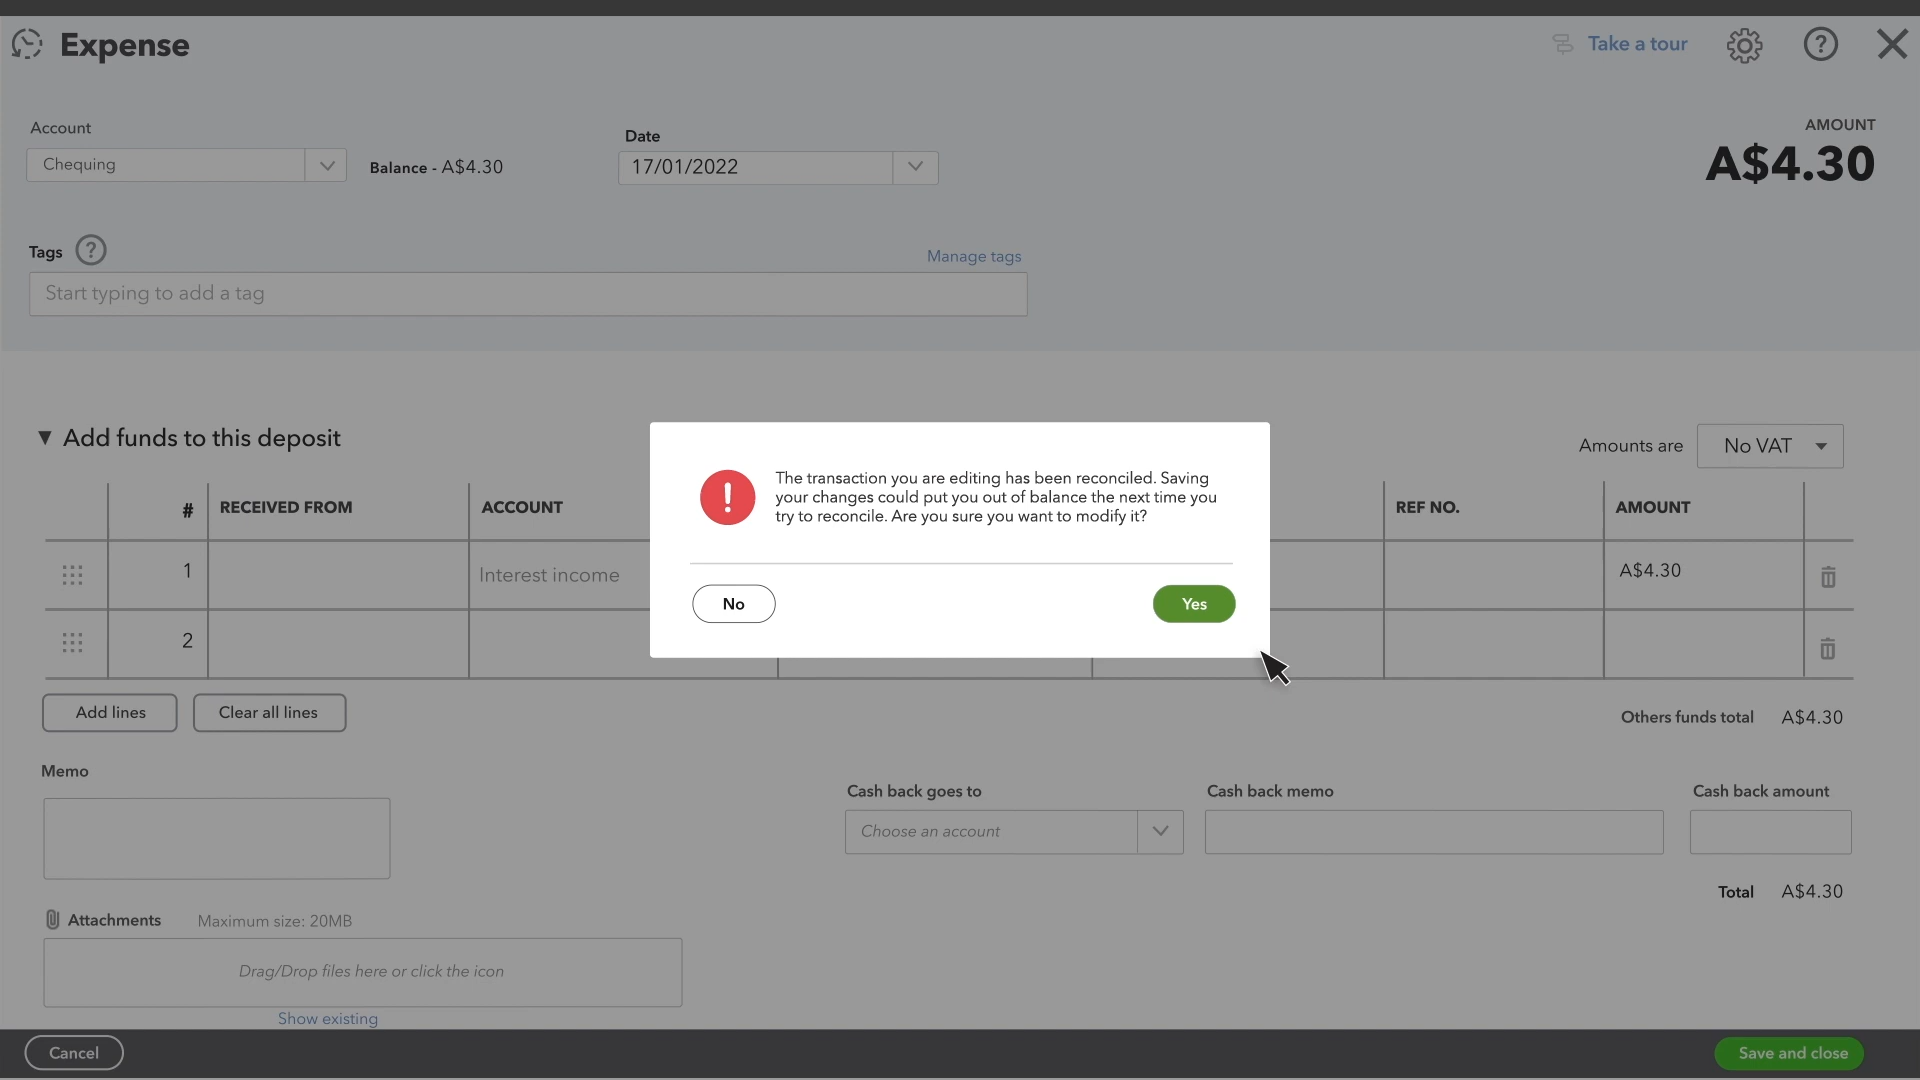 Expense
Take a tour
?
Account
Chequing
Balance - A$4.30
Date
17/01/2022
AMOUNT
A$4.30
Tags ?
Manage tags
Start typing to add a tag
Add funds to this deposit
Amounts are No VAT
# RECEIVED FROM ACCOUNT REF NO. AMOUNT
1 Interest income A$4.30
2
The transaction you are editing has been reconciled. Saving
your changes could put you out of balance the next time you
try to reconcile. Are you sure you want to modify it?
No Yes
Add lines Clear all lines
Others funds total A$4.30
Memo
Cash back goes to
Choose an account
Cash back memo
Cash back amount
Total A$4.30
Attachments Maximum size: 20MB
Drag/Drop files here or click the icon
Show existing
Cancel
Save and close